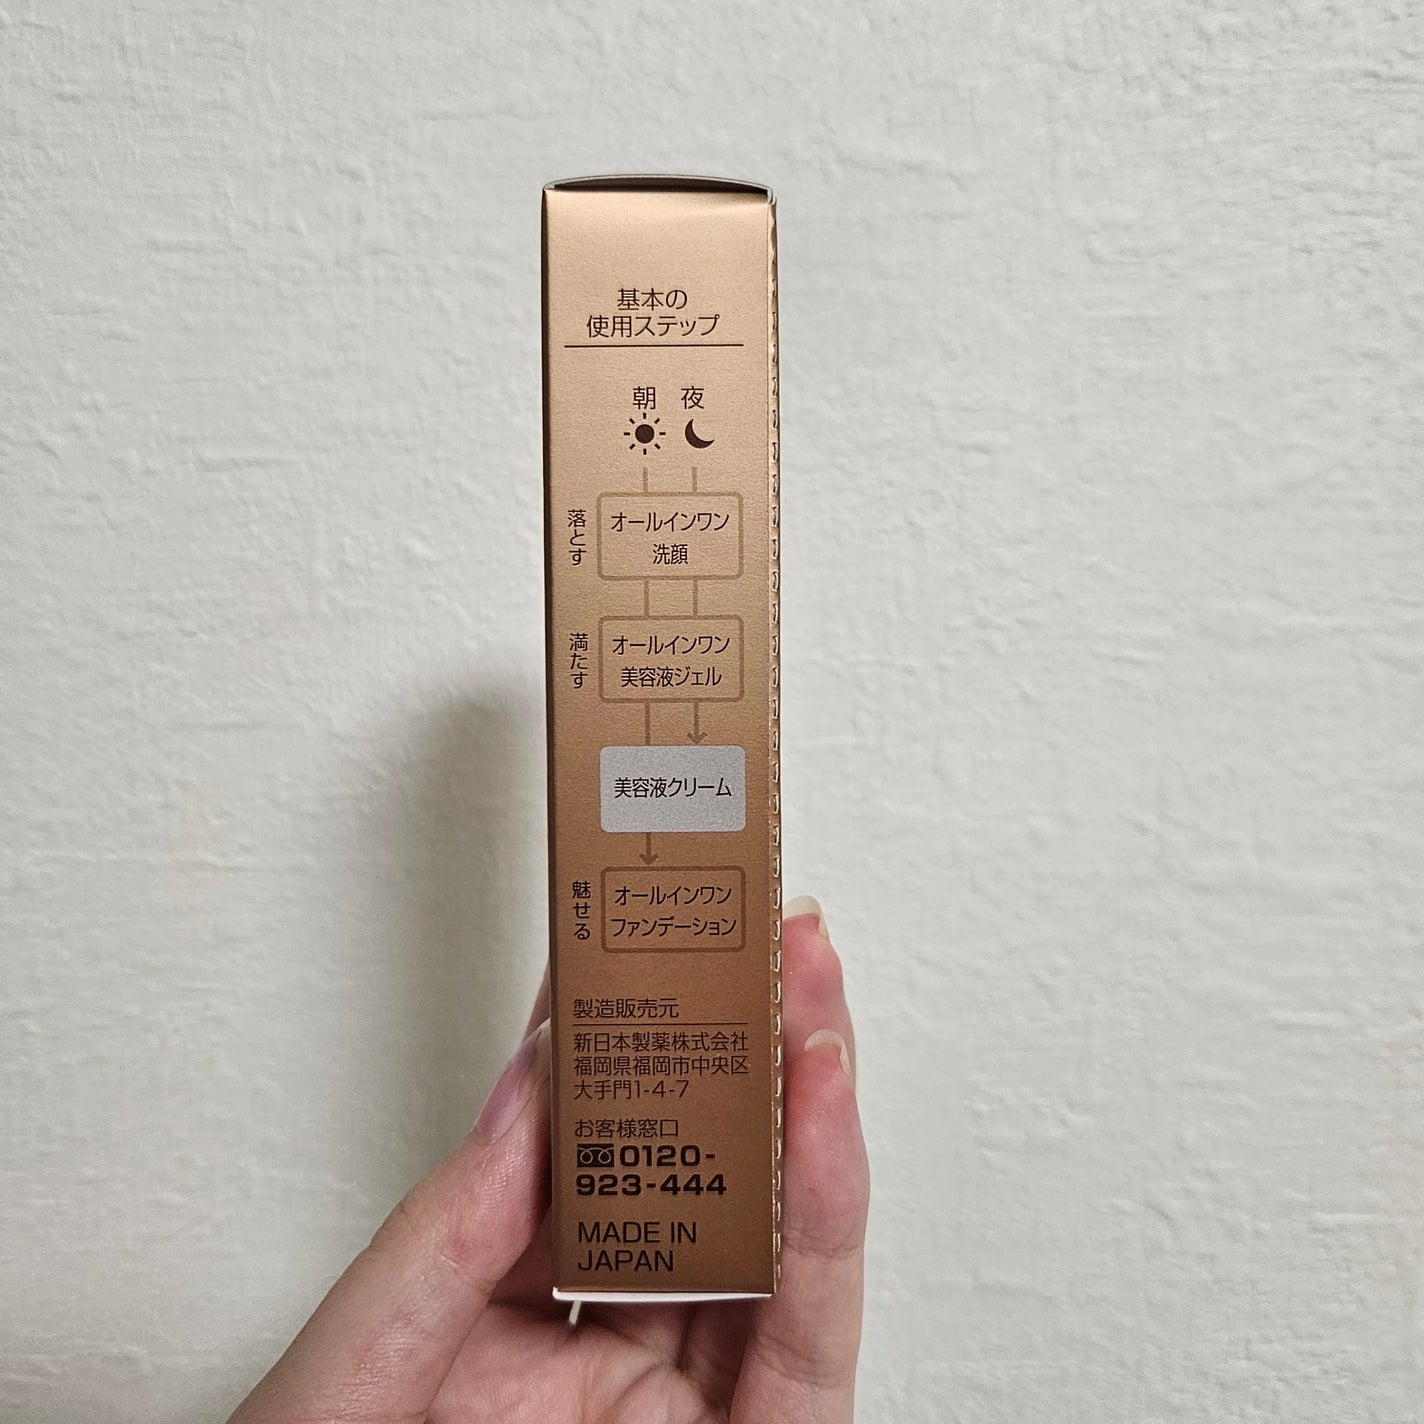 基本の
使用ステップ
朝 夜
落とす
オールインワン
洗顔
満たす
オールインワン
美容液ジェル
美容液クリーム
魅せる
オールインワン
ファンデーション
製造販売元
新日本製薬株式会社
福岡県福岡市中央区
大手門1-4-7
お客様窓口
0120-
923-444
MADE IN
JAPAN